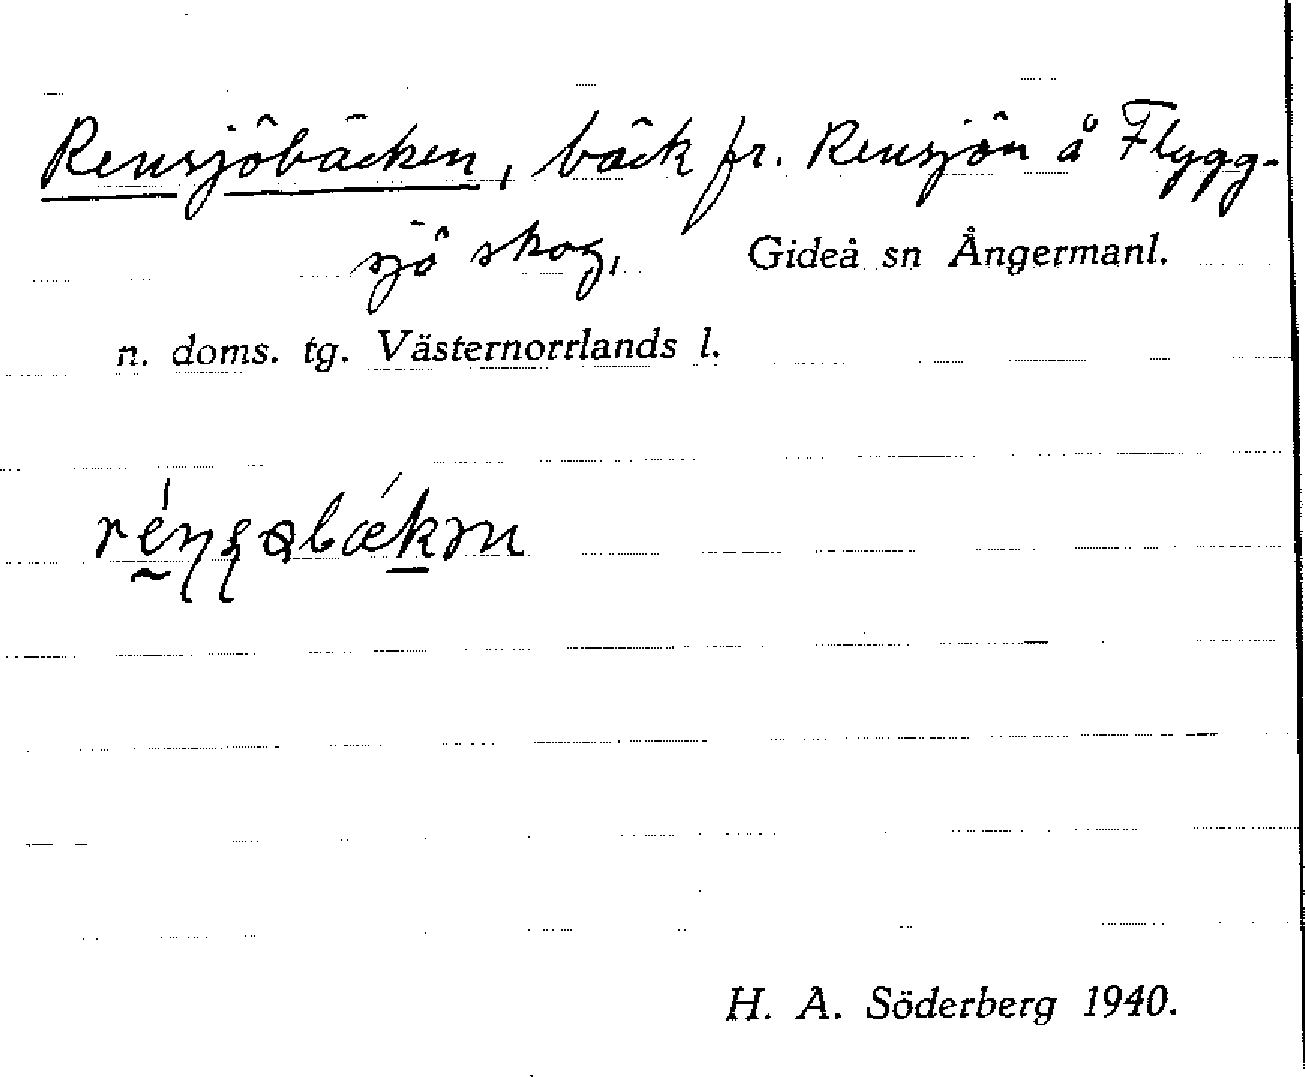 Rensjöbäcken, bäck fr. Rensjön å Flygg-
sjö skog, Gideå sn Ångermanl.
n. doms. tg. Västernorrlands l.
H. A. Söderberg 1940.